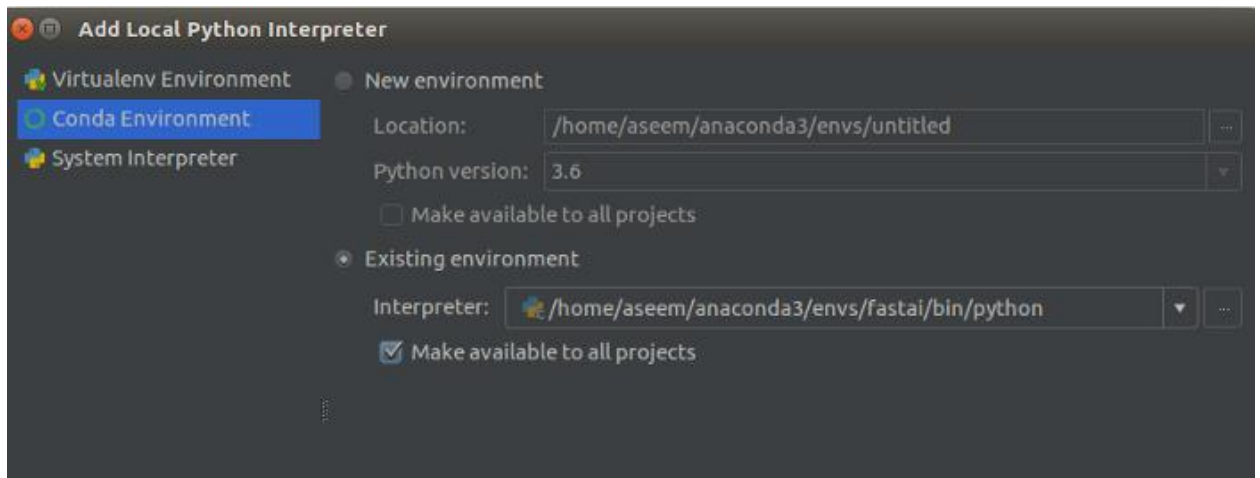 Add Local Python Interpreter
Virtualenv Environment
Conda Environment
System Interpreter
New environment
Location: /home/aseem/anaconda3/envs/untitled ...
Python version: 3.6
Make available to all projects
Existing environment
Interpreter: /home/aseem/anaconda3/envs/fastai/bin/python ...
Make available to all projects